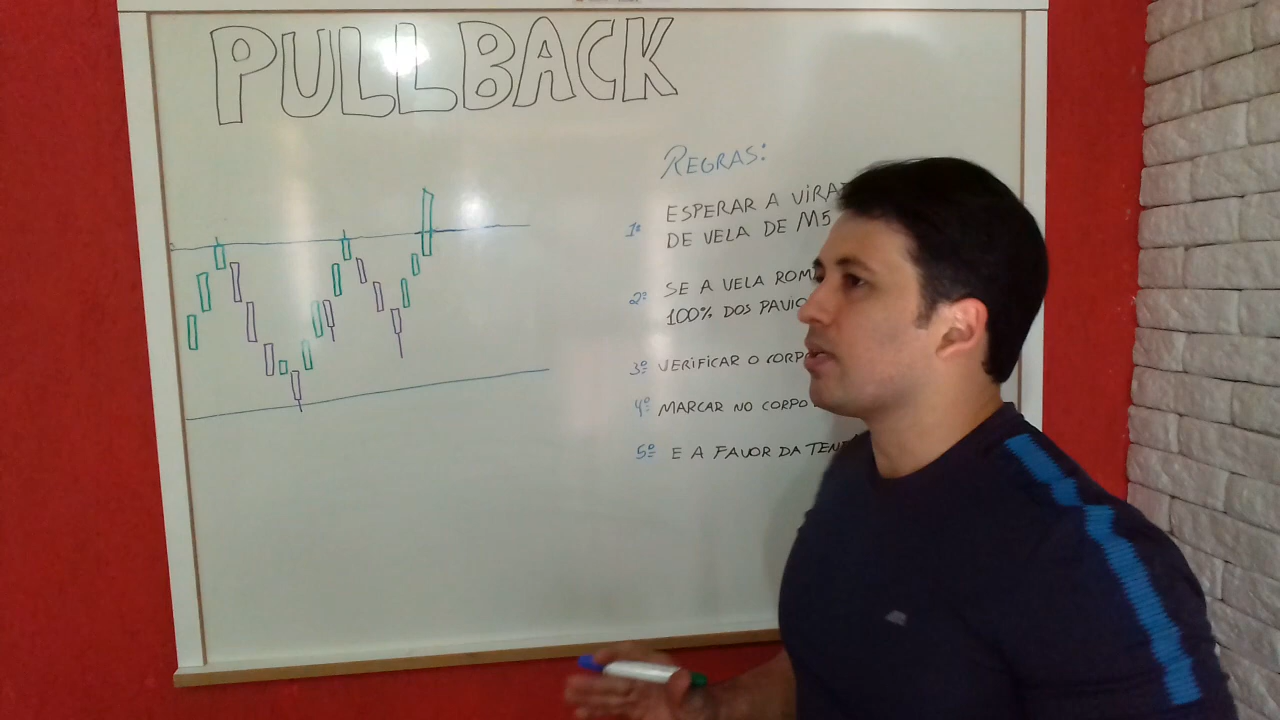 PULLBACK
REGRAS:
1º ESPERAR A
DE VELA DE M5
2º SE A VELA
100% DOS
3º VERIFICAR O
4º MARCAR NO CORPO
5º E A FAVOR DA